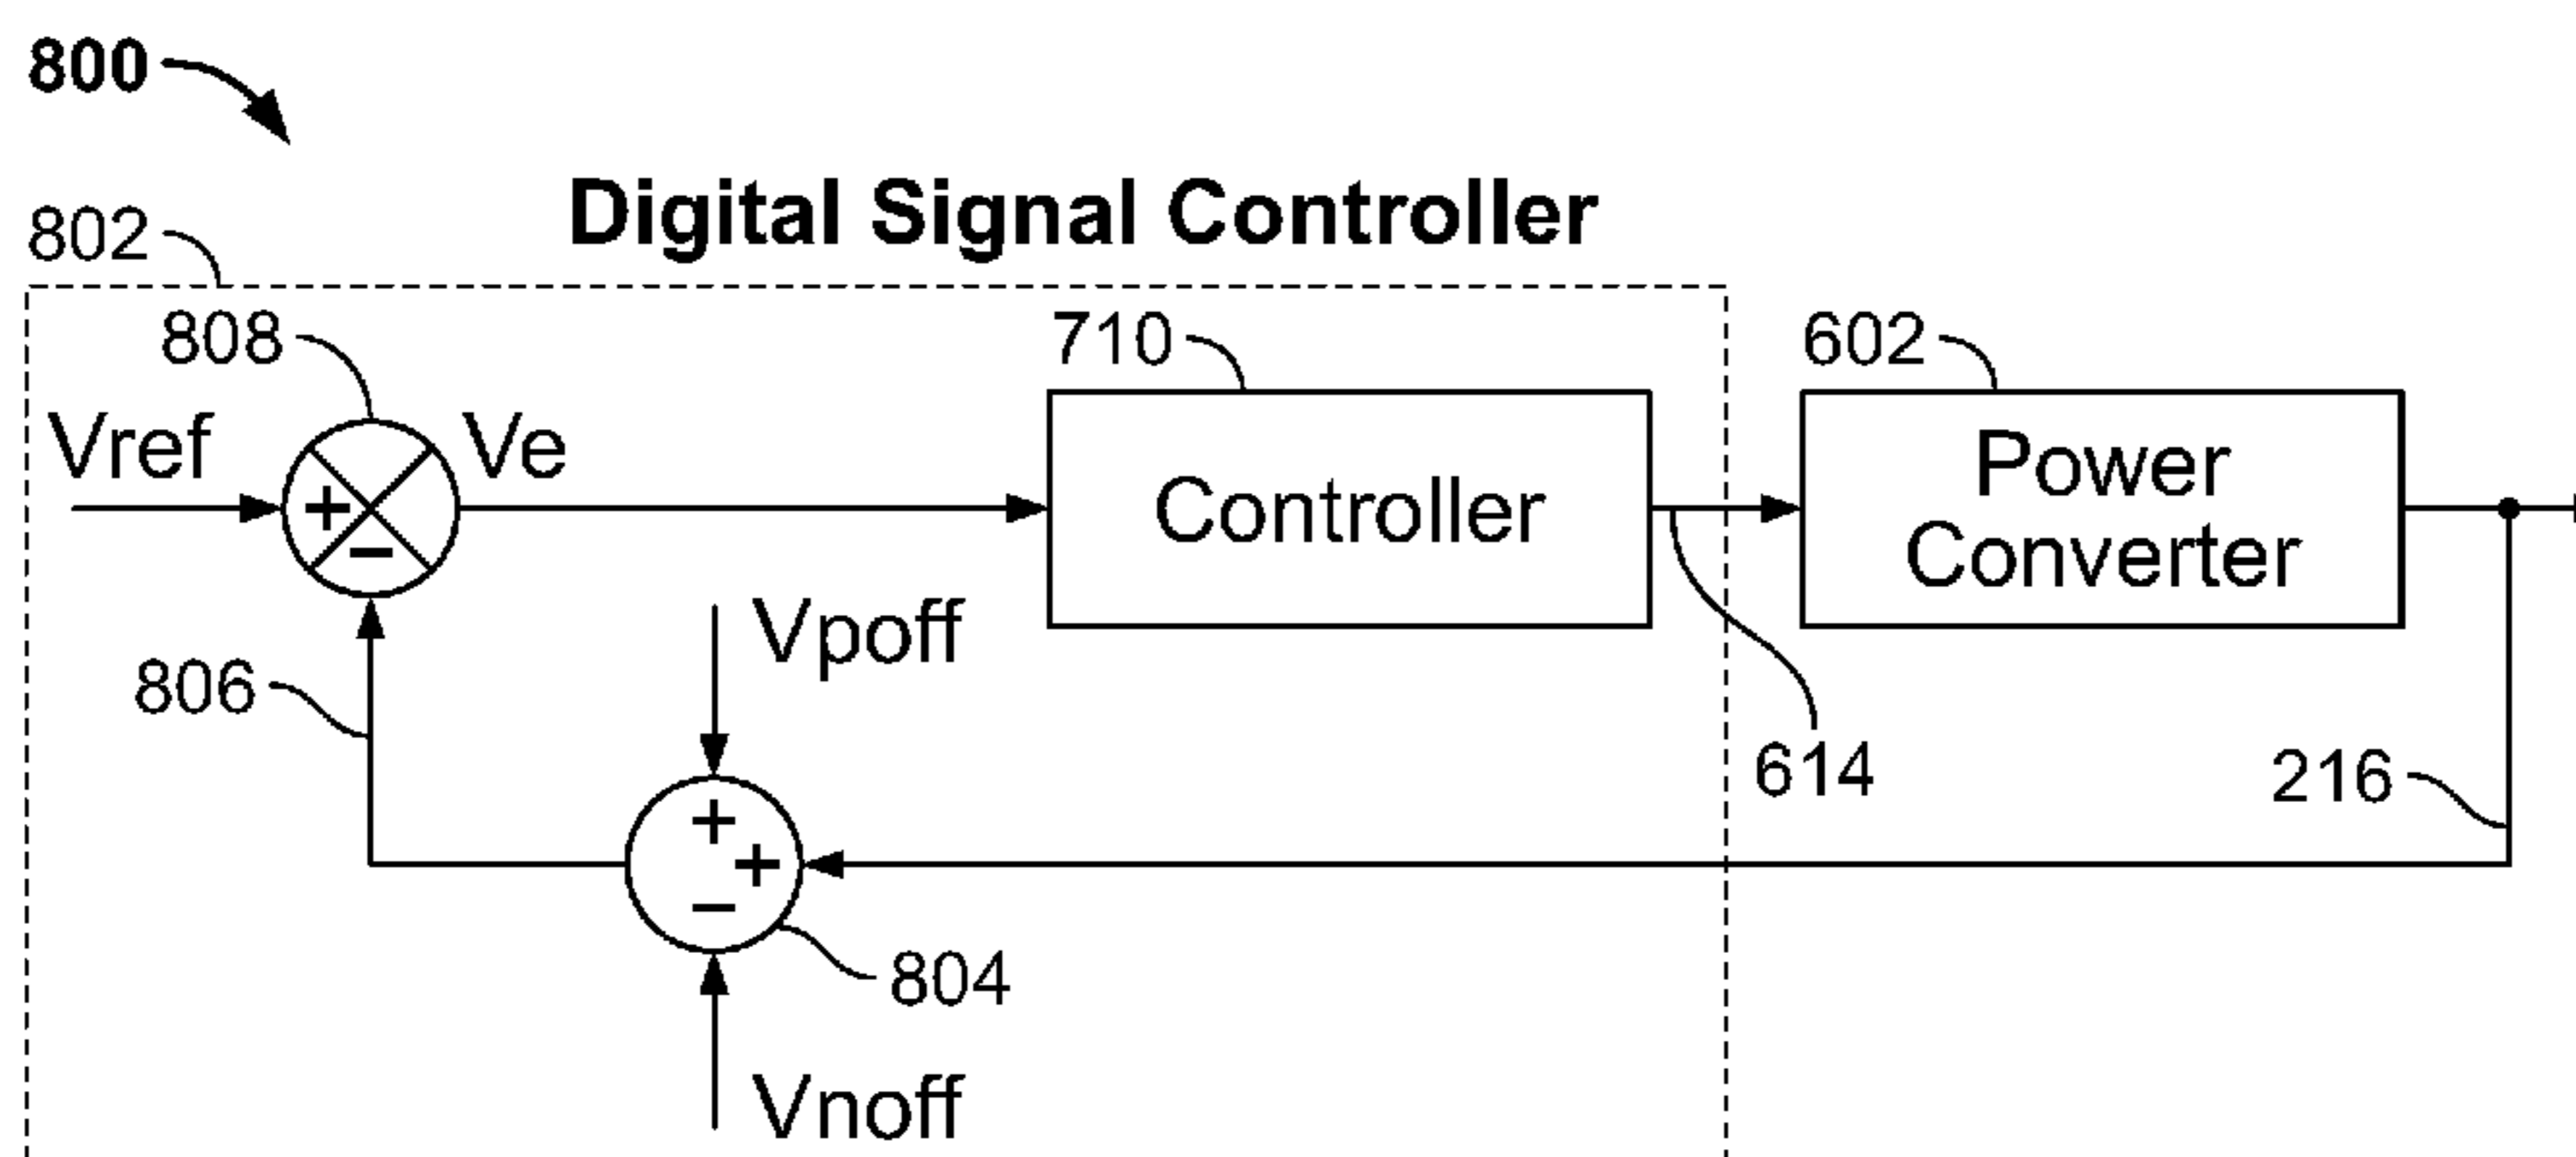 800
802
Digital Signal Controller
808
710
602
Vref
+
−
Ve
Controller
Power
Converter
806
Vpoff
614
216
+
+
−
804
Vnoff